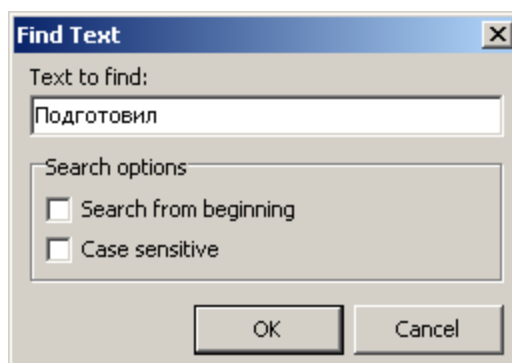 Find Text
Text to find:
Подготовил
Search options
Search from beginning
Case sensitive
OK Cancel